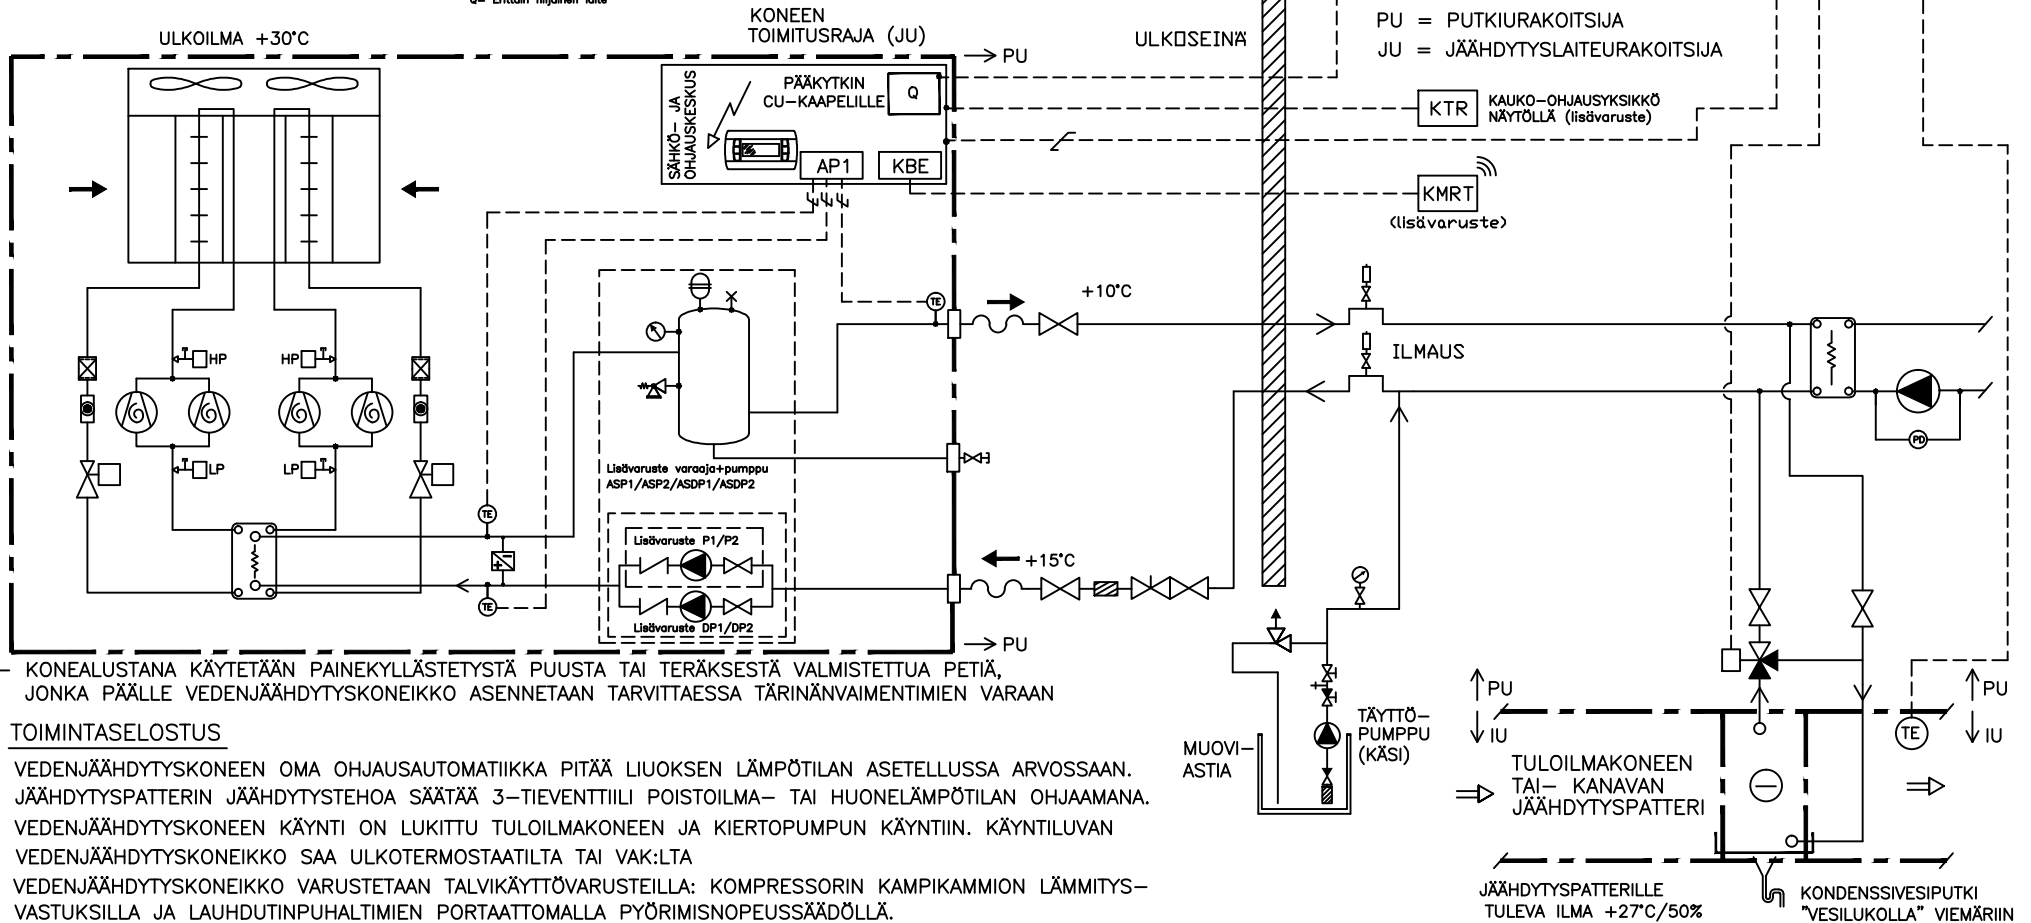 Q= Erittäin hiljainen laite
ULKOILMA +30°C
KONEEN
TOIMITUSRAJA (JU)
PU
ULKOSEINÄ
PU = PUTKIURAKOITSIJA
JU = JÄÄHDYTYSLAITEURAKOITSIJA
SÄHKÖ- JA
OHJAUSKESKUS
PÄÄKYTKIN
CU-KAAPELILLE
Q
AP1
KBE
KTR
KAUKO-OHJAUSYKSIKKÖ
NÄYTÖLLÄ (lisävaruste)
KMRT
(lisävaruste)
HP
HP
LP
LP
TE
+10°C
ILMAUS
PD
Lisävaruste varaaja+pumppu
ASP1/ASP2/ASDP1/ASDP2
TE
Lisävaruste P1/P2
+15°C
TE
Lisävaruste DP1/DP2
PU
- KONEALUSTANA KÄYTETÄÄN PAINEKYLLÄSTETYSTÄ PUUSTA TAI TERÄKSESTÄ VALMISTETTUA PETIÄ,
JONKA PÄÄLLE VEDENJÄÄHDYTYSKONEIKKO ASENNETAAN TARVITTAESSA TÄRINÄNVAIMENTIMIEN VARAAN
TOIMINTASELOSTUS
VEDENJÄÄHDYTYSKONEEN OMA OHJAUSAUTOMATIIKKA PITÄÄ LIUOKSEN LÄMPÖTILAN ASETELLUSSA ARVOSSAAN.
JÄÄHDYTYSPATTERIN JÄÄHDYTYSTEHOA SÄÄTÄÄ 3-TIEVENTTIILI POISTOILMA- TAI HUONELÄMPÖTILAN OHJAAMANA.
VEDENJÄÄHDYTYSKONEEN KÄYNTI ON LUKITTU TULOILMAKONEEN JA KIERTOPUMPUN KÄYNTIIN. KÄYNTILUVAN
VEDENJÄÄHDYTYSKONEIKKO SAA ULKOTERMOSTAATILTA TAI VAK:LTA
VEDENJÄÄHDYTYSKONEIKKO VARUSTETAAN TALVIKÄYTTÖVARUSTEILLA: KOMPRESSORIN KAMPIKAMMION LÄMMITYS-
VASTUKSILLA JA LAUHDUTINPUHALTIMIEN PORTAATTOMALLA PYÖRIMISNOPEUSSÄÄDÖLLÄ.
MUOVI-
ASTIA
TÄYTTÖ-
PUMPPU
(KÄSI)
PU
IU
TULOILMAKONEEN
TAI- KANAVAN
JÄÄHDYTYSPATTERI
TE
PU
IU
JÄÄHDYTYSPATTERILLE
TULEVA ILMA +27°C/50%
KONDENSSIVESIPUTKI
"VESILUKOLLA" VIEMÄRIIN